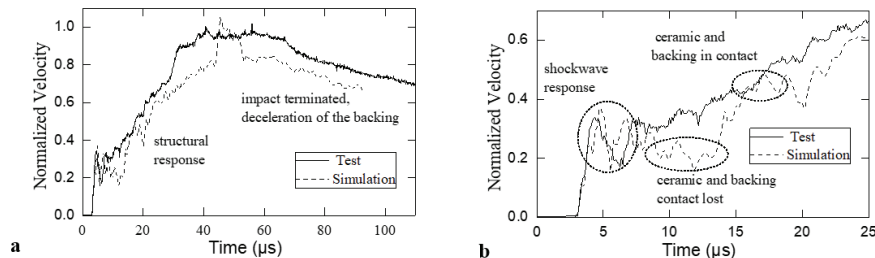 Normalized Velocity
1.0
0.8
0.6
0.4
0.2
0.0
impact terminated,
deceleration of the backing
structural
response
Test
Simulation
0
20
40
60
80
100
Time (µs)
a
Normalized Velocity
0.6
0.4
0.2
0.0
ceramic and
backing in contact
shockwave
response
Test
Simulation
ceramic and backing
contact lost
0
5
10
15
20
25
Time (µs)
b